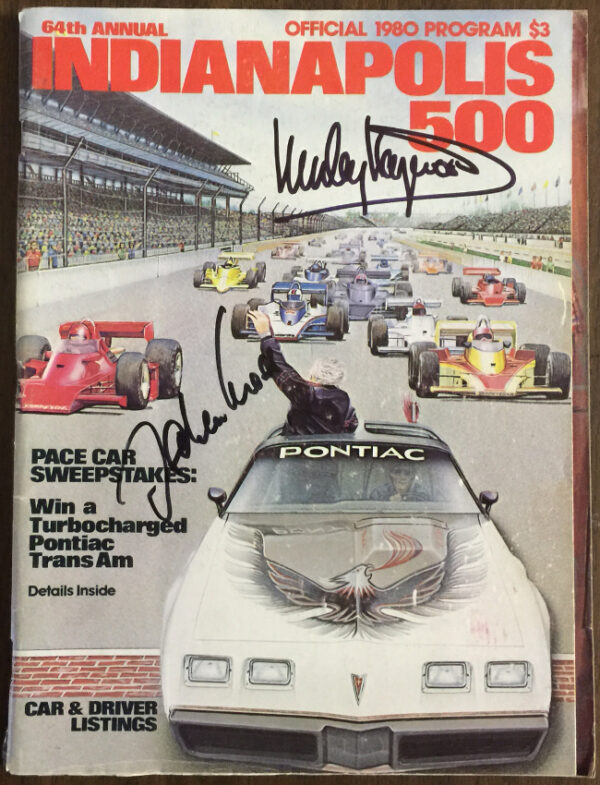 64th ANNUAL
OFFICIAL 1980 PROGRAM $3
INDIANAPOLIS
500
PONTIAC
PACE CAR
SWEEPSTAKES:
Win a
Turbocharged
Pontiac
Trans Am
Details Inside
CAR & DRIVER
LISTINGS